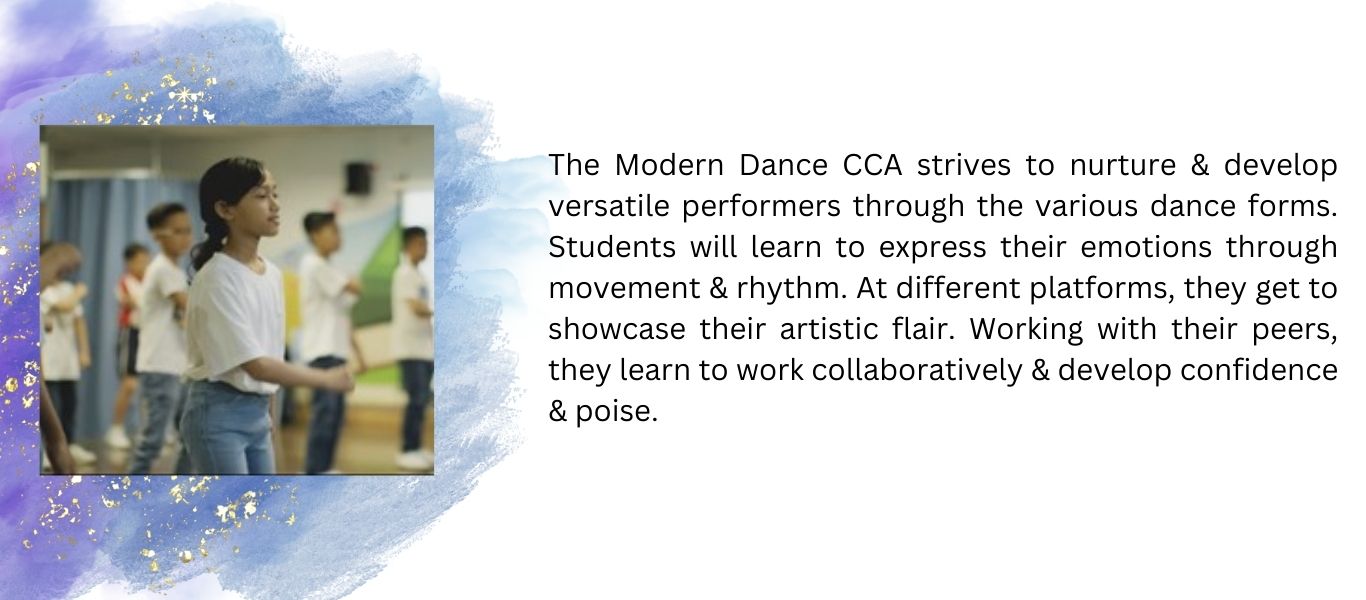 The Modern Dance CCA strives to nurture & develop
versatile performers through the various dance forms.
Students will learn to express their emotions through
movement & rhythm. At different platforms, they get to
showcase their artistic flair. Working with their peers,
they learn to work collaboratively & develop confidence
& poise.